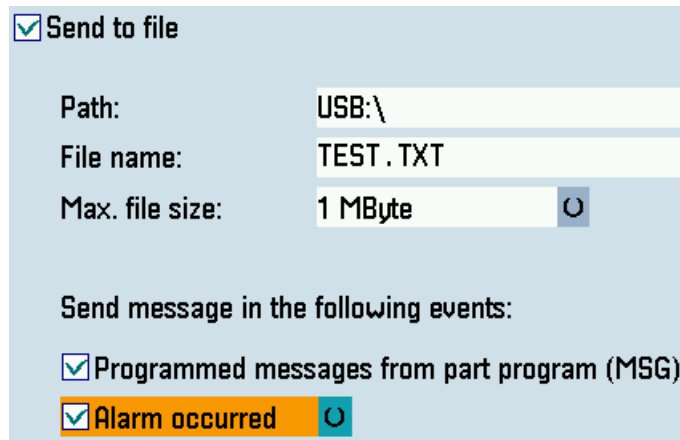 Send to file
Path: USB:\
File name: TEST.TXT
Max. file size: 1 MByte
Send message in the following events:
Programmed messages from part program (MSG)
Alarm occurred